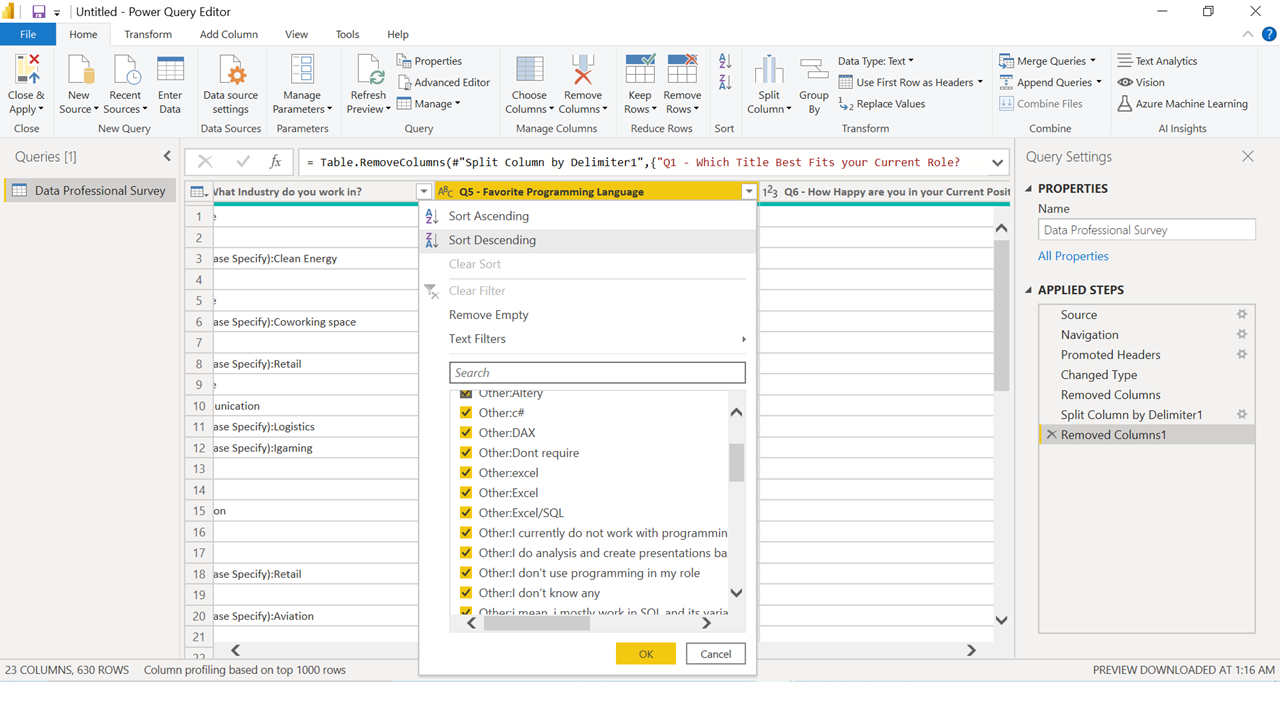 Untitled - Power Query Editor
File Home Transform Add Column View Tools Help
Close & Apply
New Source
Recent Sources
Enter Data
Data source settings
Manage Parameters
Refresh Preview
Properties
Advanced Editor
Manage
Choose Columns
Remove Columns
Keep Rows
Remove Rows
Split Column
Group By
Data Type: Text
Use First Row as Headers
Replace Values
Merge Queries
Append Queries
Combine Files
Text Analytics
Vision
Azure Machine Learning
Close New Query Data Sources Parameters Query Manage Columns Reduce Rows Sort Transform Combine AI Insights
Queries [1]
Data Professional Survey
fx
= Table.RemoveColumns(#"Split Column by Delimiter1",{"Q1 - Which Title Best Fits your Current Role?
What Industry do you work in?
ABC Q5 - Favorite Programming Language
123 Q6 - How Happy are you in your Current Posit
1 e
2
3 ase Specify):Clean Energy
4
5 e
6 ase Specify):Coworking space
7
8 ase Specify):Retail
9 e
10 unication
11 ase Specify):Logistics
12 ase Specify):Igaming
13
14
15 on
16
17
18 ase Specify):Retail
19
20 ase Specify):Aviation
21
22
Sort Ascending
Sort Descending
Clear Sort
Clear Filter
Remove Empty
Text Filters
Search
Other:Altery
Other:c#
Other:DAX
Other:Dont require
Other:excel
Other:Excel
Other:Excel/SQL
Other:I currently do not work with programmin
Other:I do analysis and create presentations ba
Other:I don't use programming in my role
Other:I don't know any
Other:i mean, i mostly work in SQL and its varia
OK Cancel
Query Settings
PROPERTIES
Name
Data Professional Survey
All Properties
APPLIED STEPS
Source
Navigation
Promoted Headers
Changed Type
Removed Columns
Split Column by Delimiter1
Removed Columns1
23 COLUMNS, 630 ROWS Column profiling based on top 1000 rows
PREVIEW DOWNLOADED AT 1:16 AM